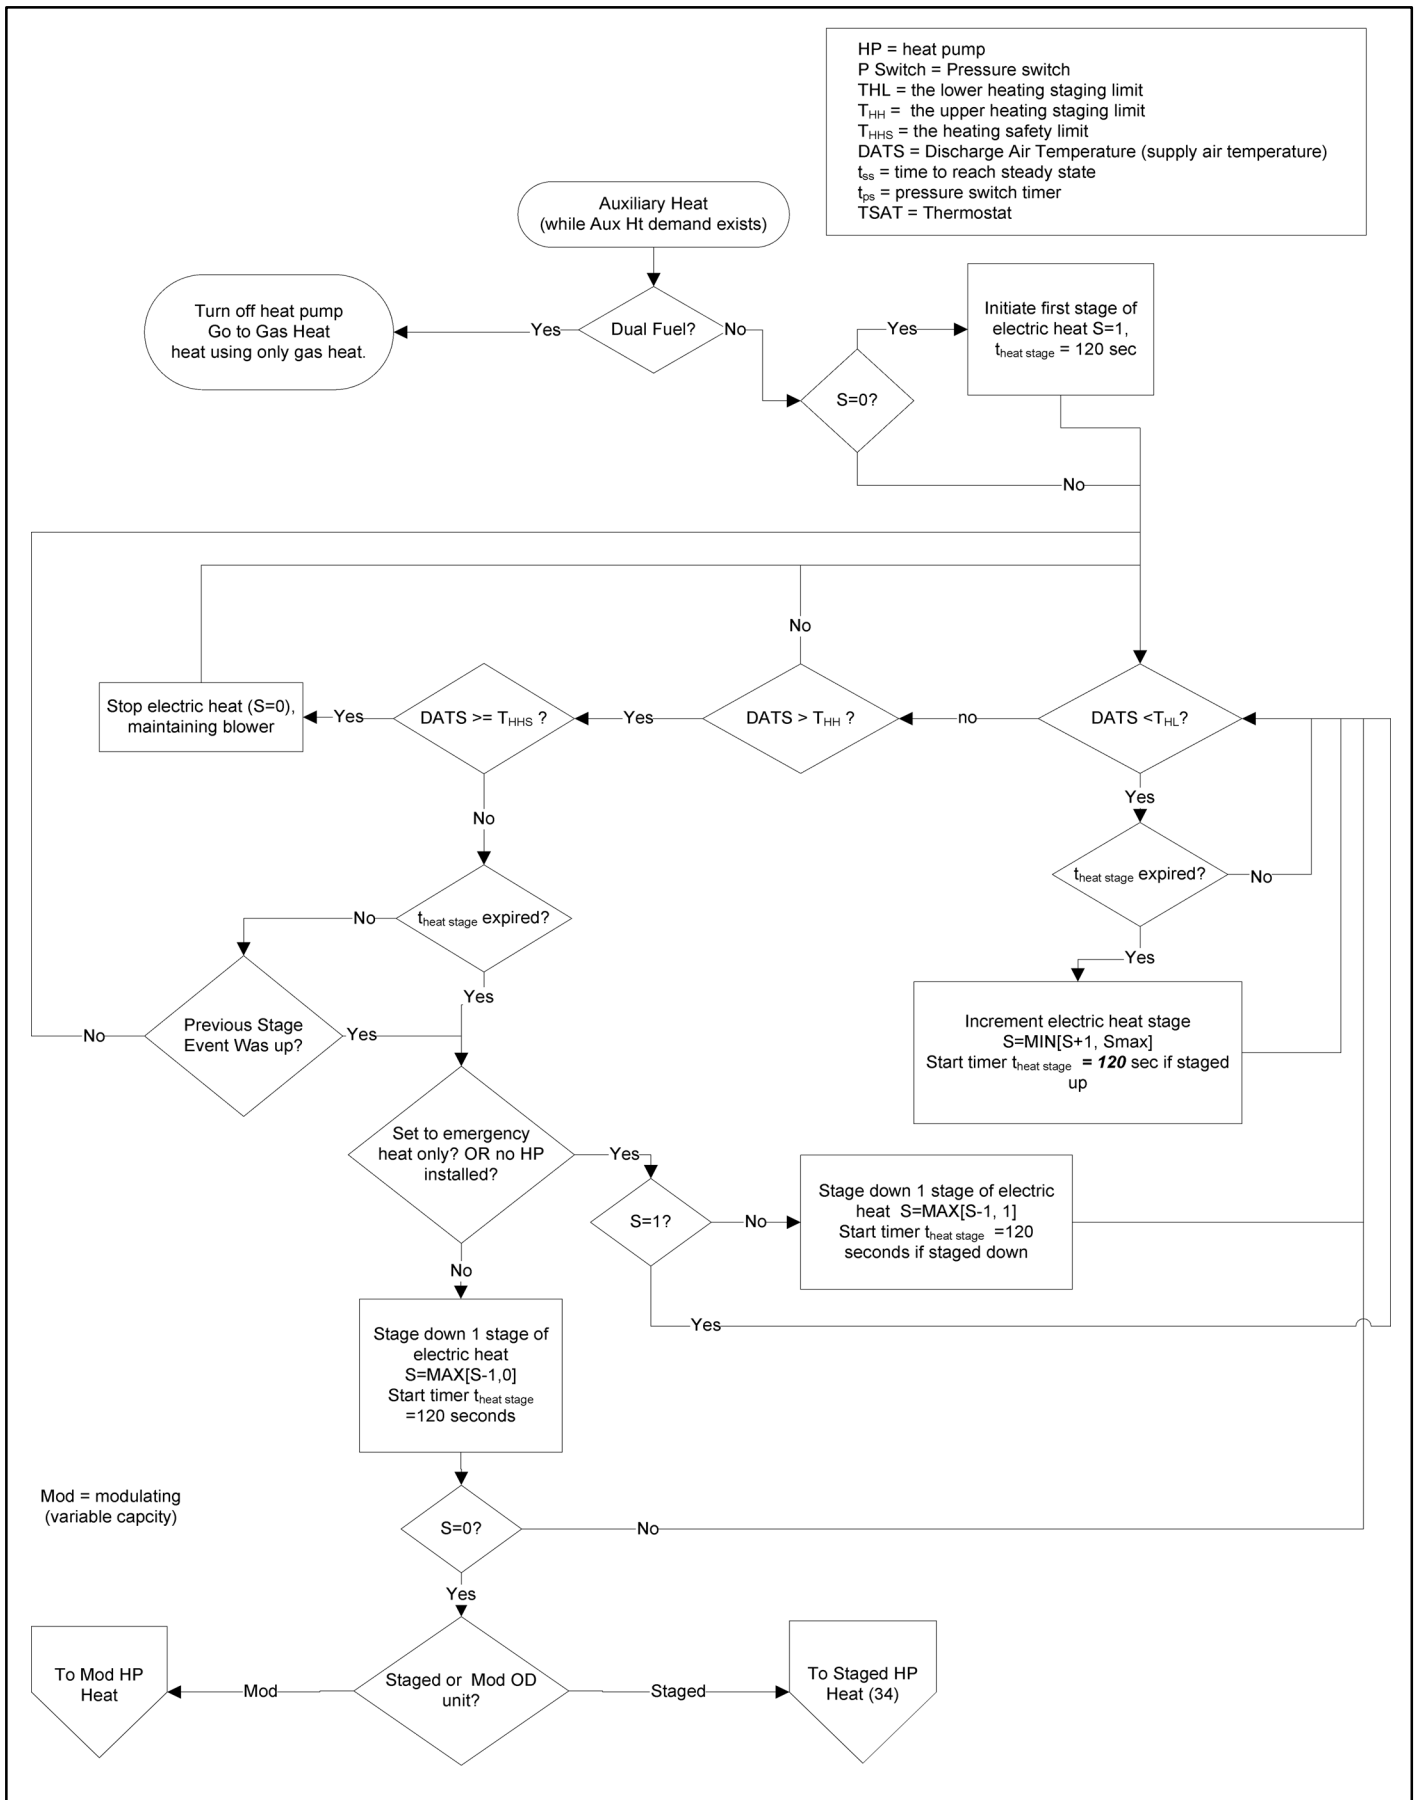 HP = heat pump
P Switch = Pressure switch
THL = the lower heating staging limit
THH = the upper heating staging limit
THHS = the heating safety limit
DATS = Discharge Air Temperature (supply air temperature)
tss = time to reach steady state
tps = pressure switch timer
TSAT = Thermostat
Auxiliary Heat
(while Aux Ht demand exists)
Turn off heat pump
Go to Gas Heat
heat using only gas heat.
Yes
Dual Fuel?
No
Yes
Initiate first stage of
electric heat S=1,
theat stage = 120 sec
S=0?
No
No
Stop electric heat (S=0),
maintaining blower
Yes
DATS >= THHS ?
Yes
DATS > THH ?
no
DATS <THL?
Yes
No
theat stage expired?
No
No
theat stage expired?
Yes
Yes
Increment electric heat stage
S=MIN[S+1, Smax]
Start timer theat stage = 120 sec if staged
up
No
Previous Stage
Event Was up?
Yes
Set to emergency
heat only? OR no HP
installed?
Yes
S=1?
No
Stage down 1 stage of electric
heat S=MAX[S-1, 1]
Start timer theat stage =120
seconds if staged down
No
Yes
Stage down 1 stage of
electric heat
S=MAX[S-1,0]
Start timer theat stage
=120 seconds
Mod = modulating
(variable capcity)
S=0?
No
Yes
To Mod HP
Heat
Mod
Staged or Mod OD
unit?
Staged
To Staged HP
Heat (34)